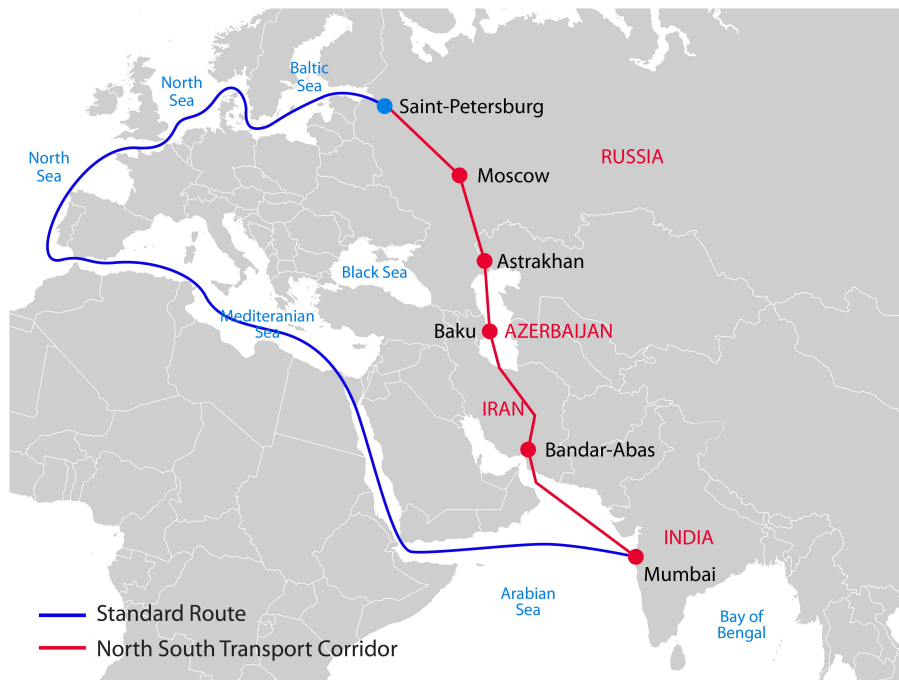 Baltic
Sea
North
Sea
Saint-Petersburg
RUSSIA
North
Sea
Moscow
Astrakhan
Black Sea
Mediteranian
Sea
Baku
AZERBAIJAN
IRAN
Bandar-Abas
INDIA
Mumbai
Arabian
Sea
Bay of
Bengal
Standard Route
North South Transport Corridor